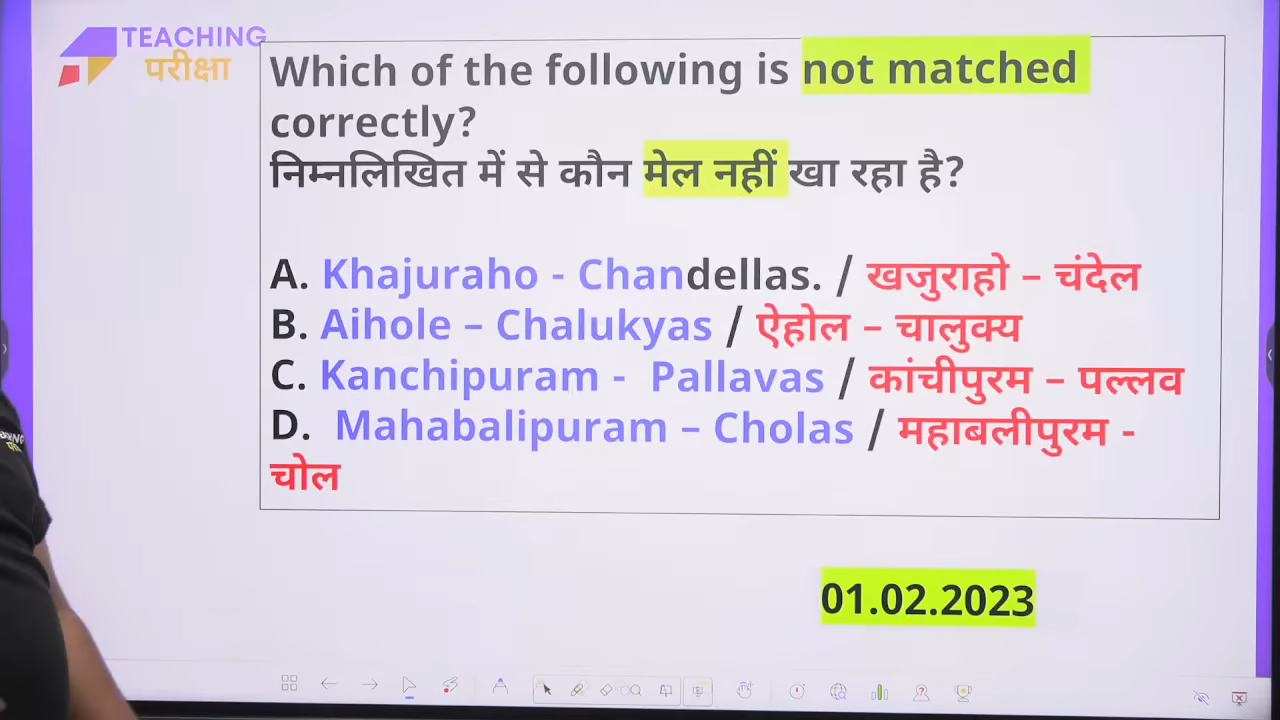 TEACHING
परीक्षा
Which of the following is not matched
correctly?
निम्नलिखित में से कौन मेल नहीं खा रहा है?
A. Khajuraho - Chandellas. / खजुराहो – चंदेल
B. Aihole – Chalukyas / ऐहोल – चालुक्य
C. Kanchipuram - Pallavas / कांचीपुरम – पल्लव
D. Mahabalipuram – Cholas / महाबलीपुरम -
चोल
01.02.2023